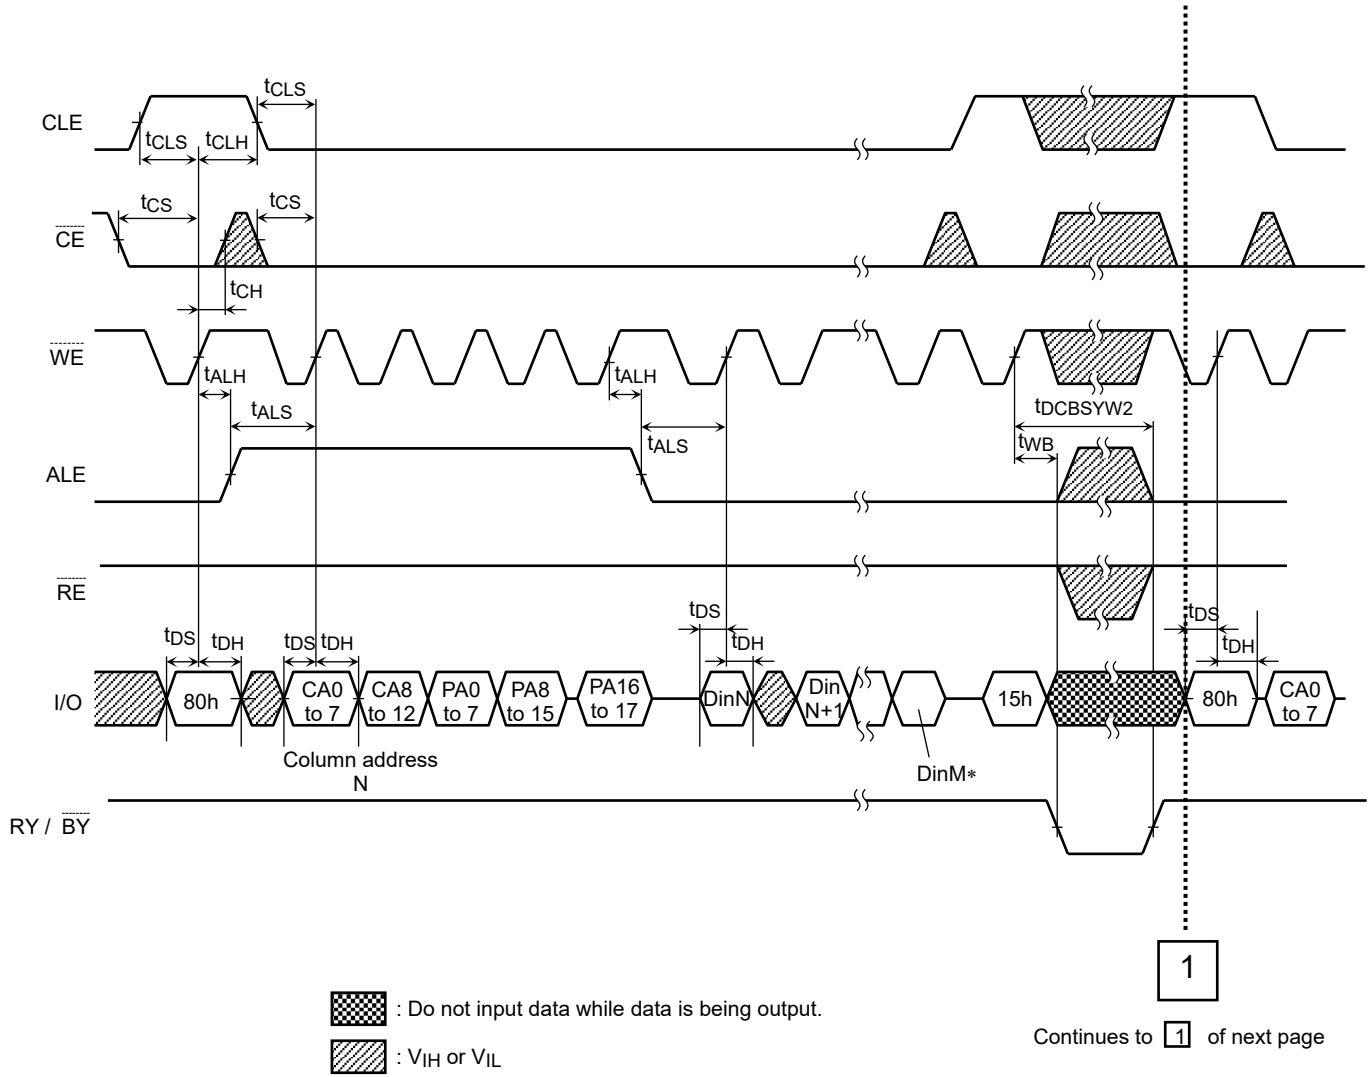 tCLS
CLE
tCLS tCLH
tCS tCS
CE
tCH
WE
tALH tALH
tALS tDCBSYW2
tALS tWB
ALE
RE
tDS tDS
tDS tDH tDS tDH tDH tDH
I/O 80h CA0 to 7 CA8 to 12 PA0 to 7 PA8 to 15 PA16 to 17 DinN Din N+1 15h 80h CA0 to 7
Column address
N
DinM*
RY / BY
1
: Do not input data while data is being output.
Continues to 1 of next page
: VIH or VIL